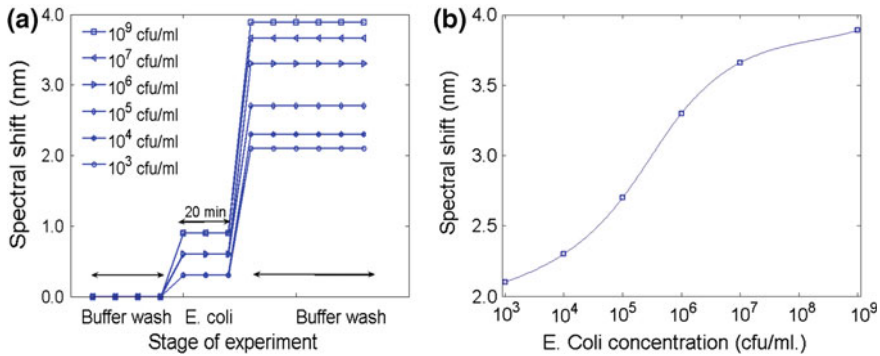 (a)
Spectral shift (nm)
4.0
3.0
2.0
1.0
0.0
10⁹ cfu/ml
10⁷ cfu/ml
10⁶ cfu/ml
10⁵ cfu/ml
10⁴ cfu/ml
10³ cfu/ml
20 min
Buffer wash E. coli Buffer wash
Stage of experiment
(b)
Spectral shift (nm)
4.0
3.5
3.0
2.5
2.0
10³ 10⁴ 10⁵ 10⁶ 10⁷ 10⁸ 10⁹
E. Coli concentration (cfu/ml.)